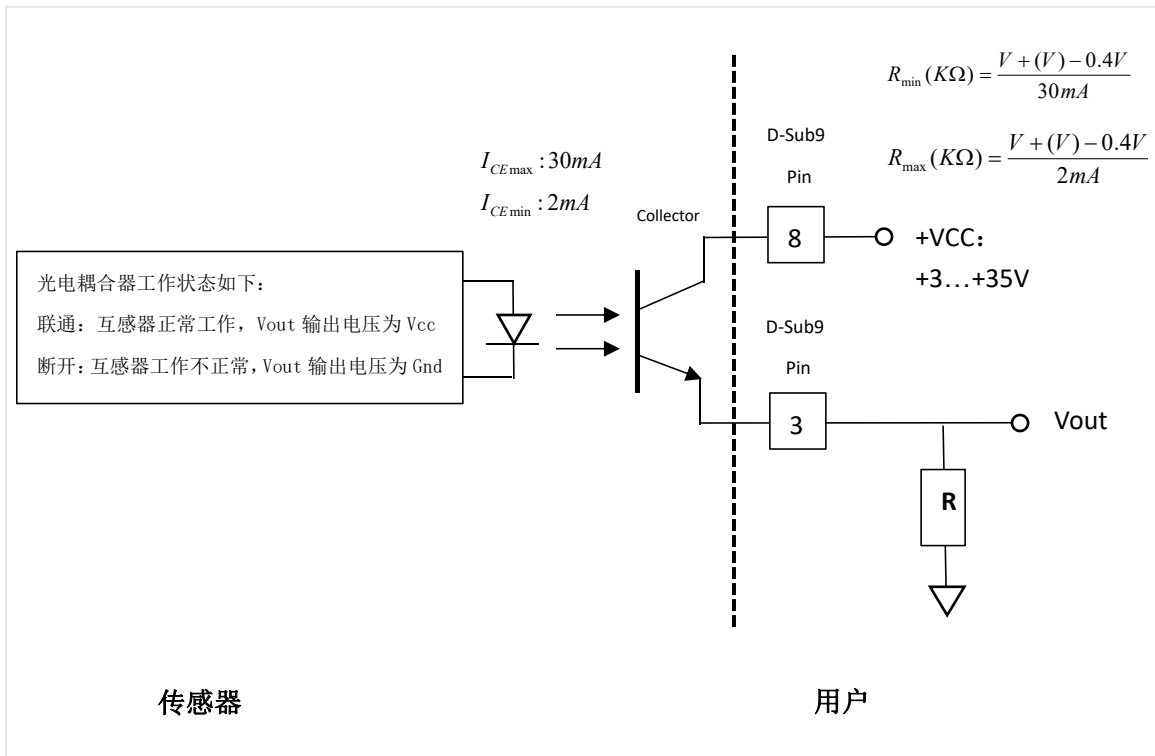 R_min (KΩ) = (V + (V) − 0.4V) / 30mA
D-Sub9
Pin
R_max (KΩ) = (V + (V) − 0.4V) / 2mA
I_CEmax : 30mA
I_CEmin : 2mA
Collector
8
+VCC：
+3…+35V
光电耦合器工作状态如下：
联通：互感器正常工作，Vout 输出电压为 Vcc
断开：互感器工作不正常，Vout 输出电压为 Gnd
D-Sub9
Pin
3
Vout
R
传感器
用户